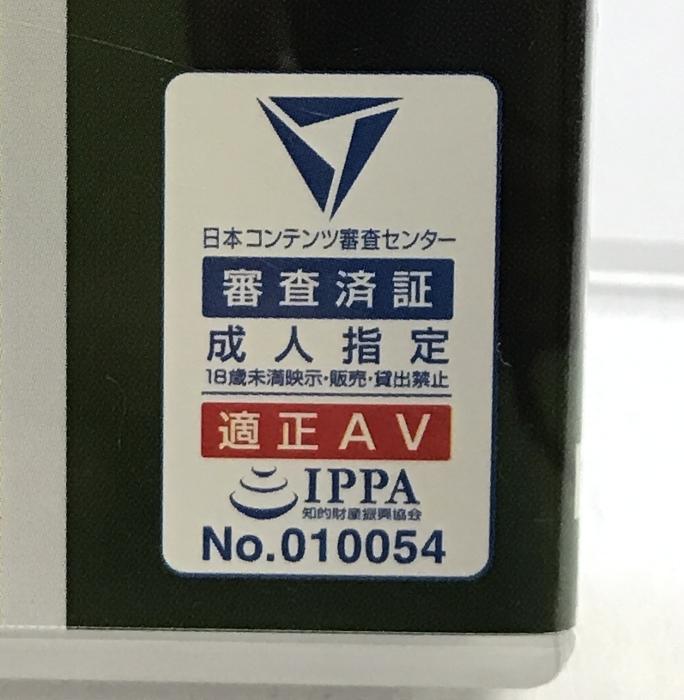 日本コンテンツ審査センター
審査済証
成人指定
18歳未満映示・販売・貸出禁止
適正AV
IPPA
知的財産振興協会
No.010054